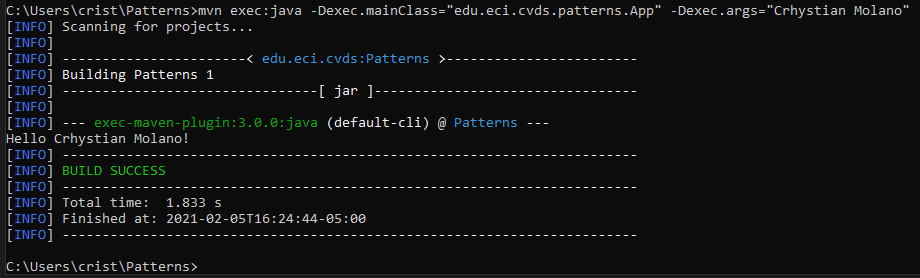 C:\Users\crist\Patterns>mvn exec:java -Dexec.mainClass="edu.eci.cvds.patterns.App" -Dexec.args="Crhystian Molano"
[INFO] Scanning for projects...
[INFO]
[INFO] -----------------------< edu.eci.cvds:Patterns >------------------------
[INFO] Building Patterns 1
[INFO] --------------------------------[ jar ]---------------------------------
[INFO]
[INFO] --- exec-maven-plugin:3.0.0:java (default-cli) @ Patterns ---
Hello Crhystian Molano!
[INFO] ------------------------------------------------------------------------
[INFO] BUILD SUCCESS
[INFO] ------------------------------------------------------------------------
[INFO] Total time:  1.833 s
[INFO] Finished at: 2021-02-05T16:24:44-05:00
[INFO] ------------------------------------------------------------------------
C:\Users\crist\Patterns>